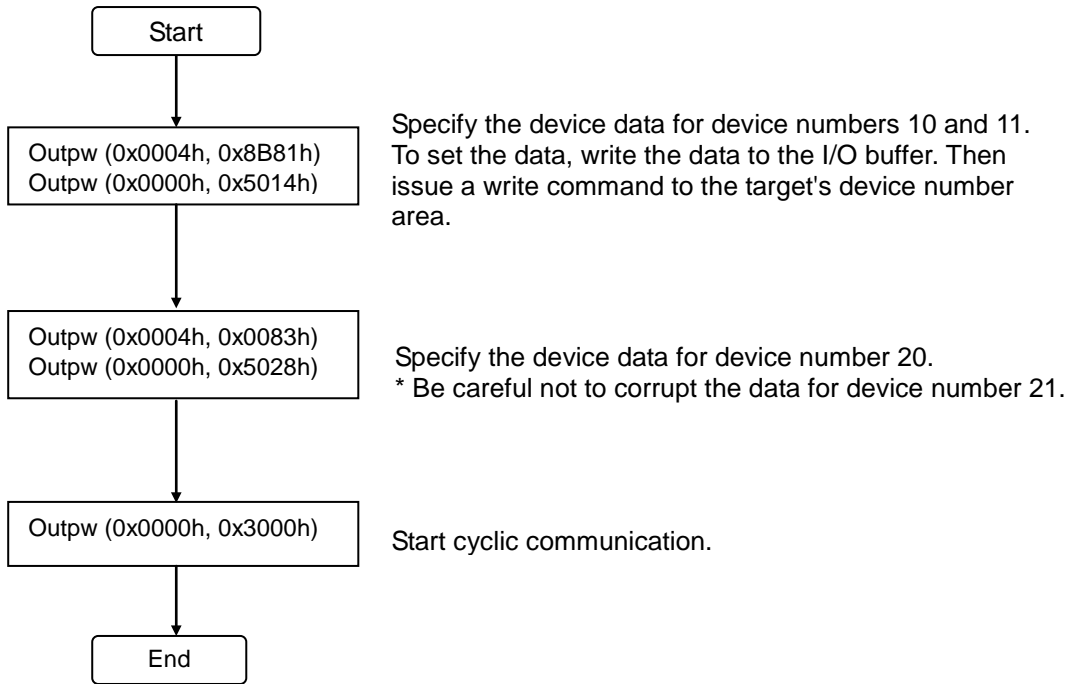 Start
Outpw (0x0004h, 0x8B81h)
Outpw (0x0000h, 0x5014h)
Specify the device data for device numbers 10 and 11.
To set the data, write the data to the I/O buffer. Then
issue a write command to the target's device number
area.
Outpw (0x0004h, 0x0083h)
Outpw (0x0000h, 0x5028h)
Specify the device data for device number 20.
* Be careful not to corrupt the data for device number 21.
Outpw (0x0000h, 0x3000h)
Start cyclic communication.
End